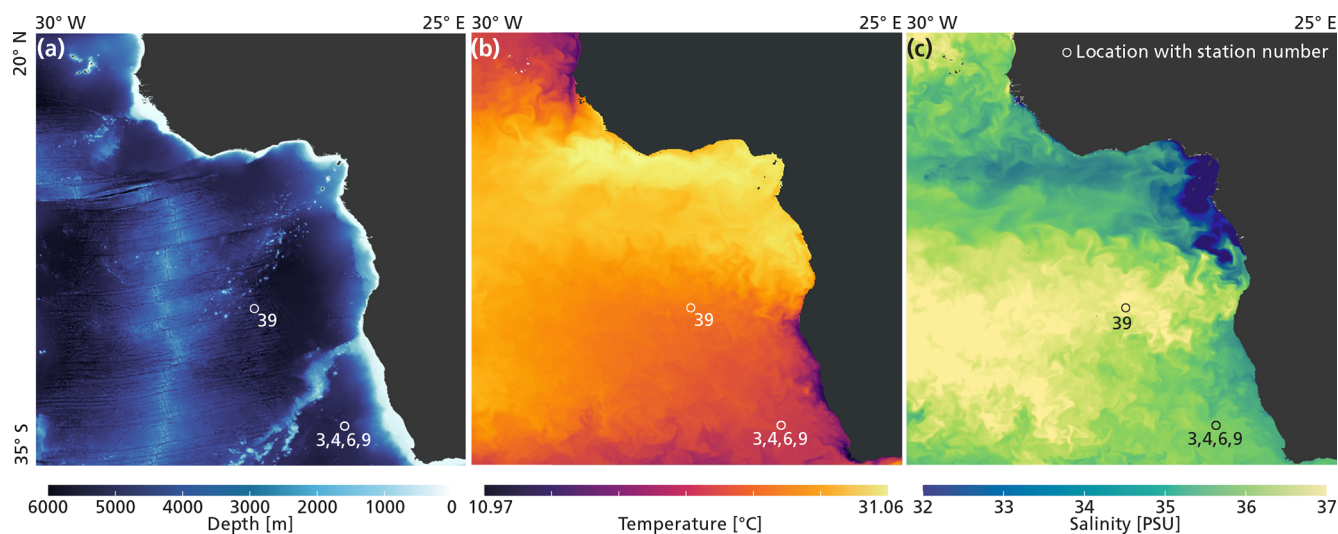 30° W 25° E 30° W 25° E 30° W 25° E
20° N
(a) (b) (c) Location with station number
39 39 39
3,4,6,9 3,4,6,9 3,4,6,9
35° S
6000 5000 4000 3000 2000 1000 0 10.97 31.06 32 33 34 35 36 37
Depth [m] Temperature [°C] Salinity [PSU]